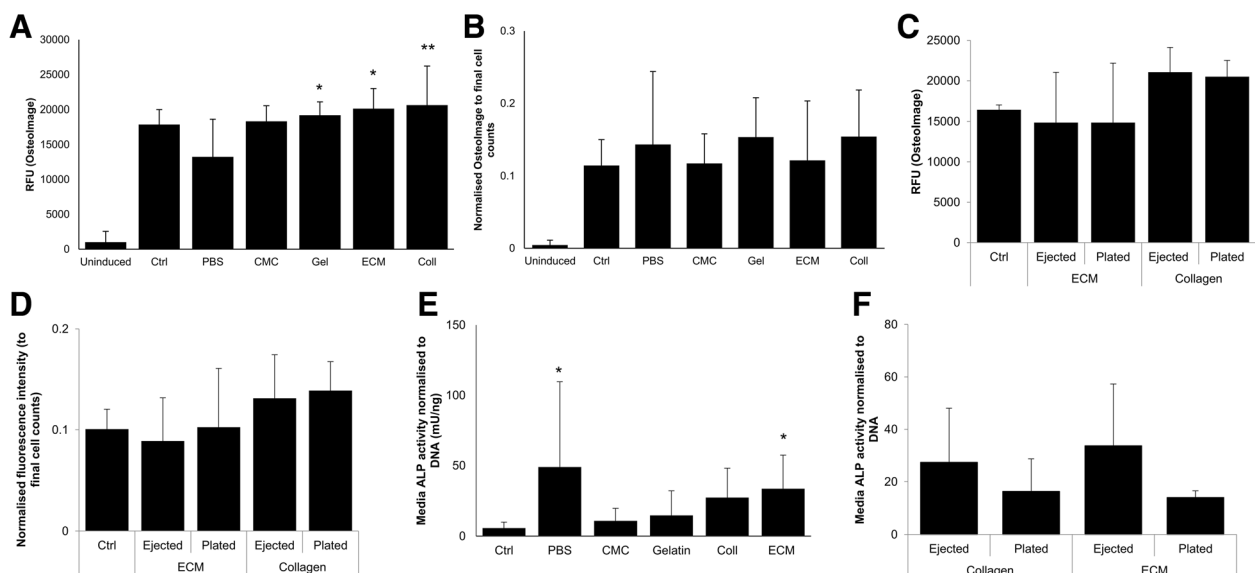 A
RFU (OsteoImage)
30000
25000
20000
15000
10000
5000
0
* * **
Uninduced Ctrl PBS CMC Gel ECM Coll
B
Normalised OsteoImage to final cell
counts
0.3
0.2
0.1
0
Uninduced Ctrl PBS CMC Gel ECM Coll
C
RFU (OsteoImage)
25000
20000
15000
10000
5000
0
Ctrl Ejected Plated Ejected Plated
ECM Collagen
D
Normalised fluorescence intensity (to
final cell counts)
0.2
0.1
0
Ctrl Ejected Plated Ejected Plated
ECM Collagen
E
Media ALP activity normalised to
DNA (mU/ng)
150
100
50
0
* *
Ctrl PBS CMC Gelatin Coll ECM
F
Media ALP activity normalised to
DNA
80
60
40
20
0
Ejected Plated Ejected Plated
Collagen ECM